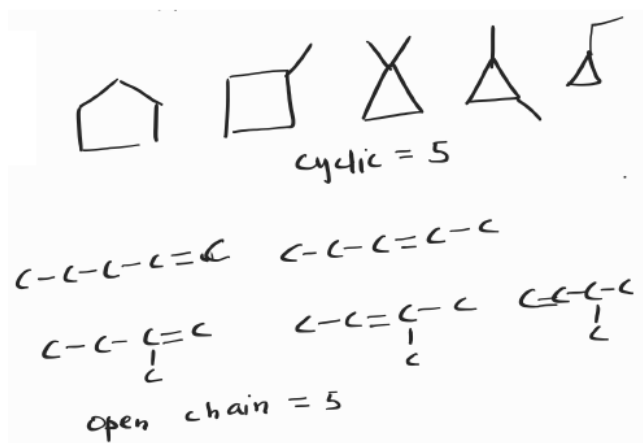 cyclic = 5
C-C-C-C=C C-C-C=C-C
C-C-C=C C-C=C-C C=C-C-C
C C C
open chain = 5